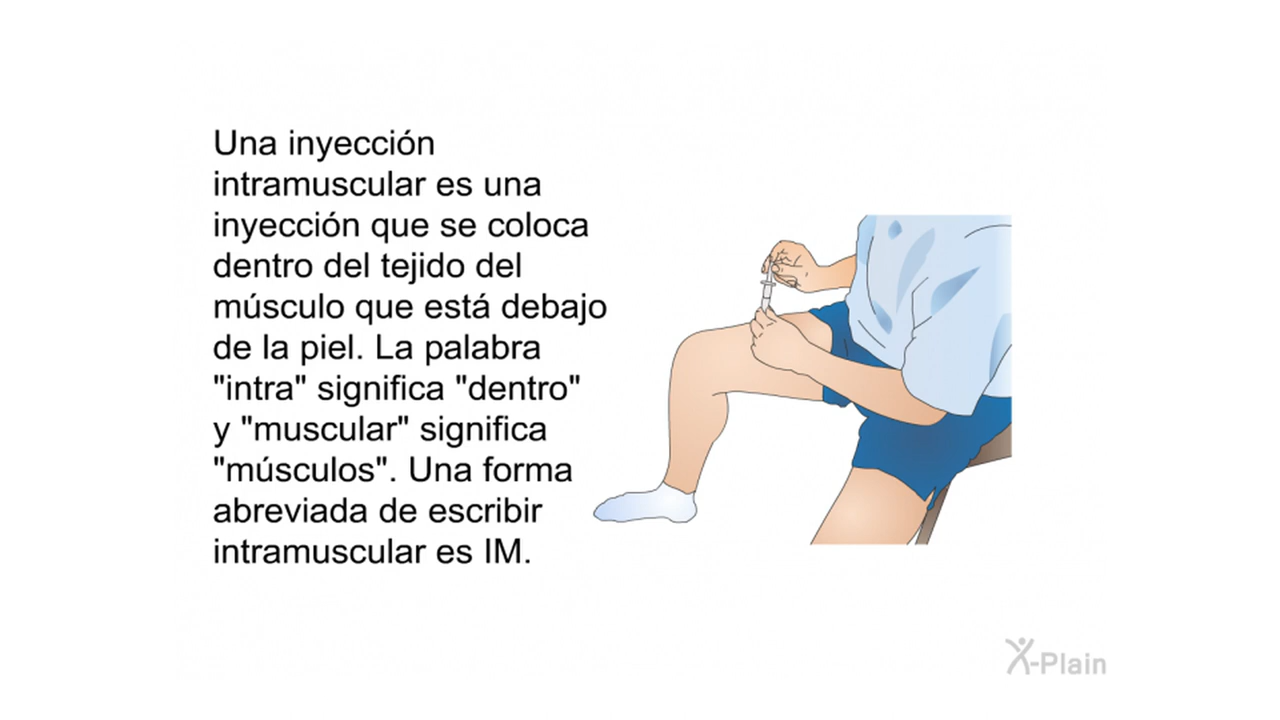 Una inyección
intramuscular es una
inyección que se coloca
dentro del tejido del
músculo que está debajo
de la piel. La palabra
"intra" significa "dentro"
y "muscular" significa
"músculos". Una forma
abreviada de escribir
intramuscular es IM.
X-Plain